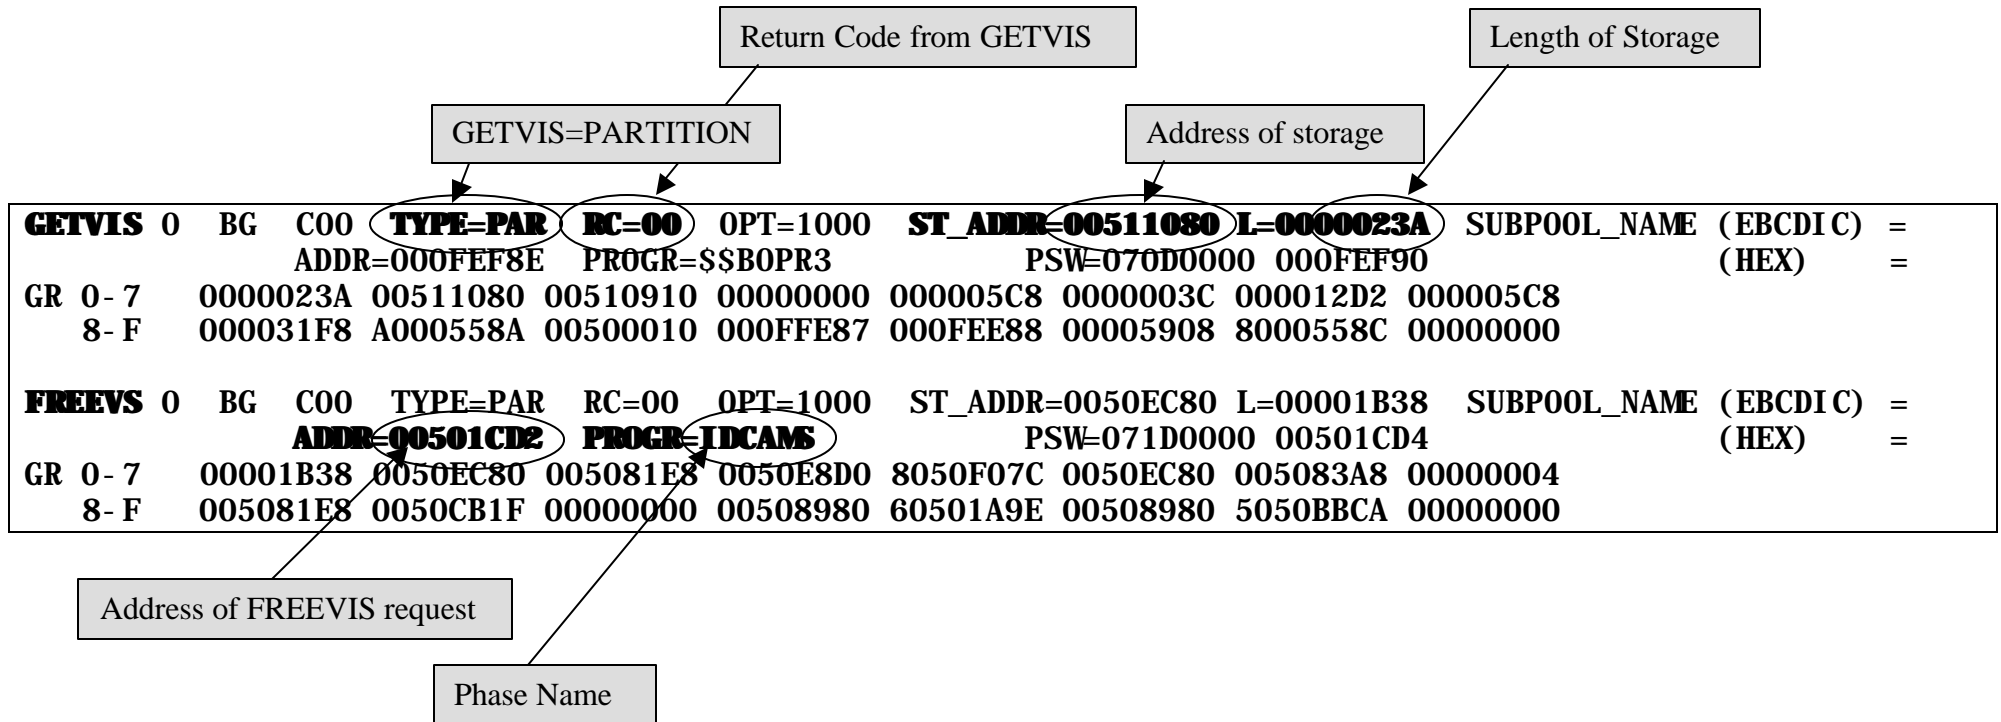 Return Code from GETVIS
Length of Storage
GETVIS=PARTITION
Address of storage
GETVIS 0 BG C00 TYPE=PAR RC=00 OPT=1000 ST_ADDR=00511080 L=0000023A SUBPOOL_NAME (EBCDIC) =
ADDR=000FEF8E PROGR=$$BOPR3 PSW=070D0000 000FEF90 (HEX) =
GR 0-7 0000023A 00511080 00510910 00000000 000005C8 0000003C 000012D2 000005C8
8-F 000031F8 A000558A 00500010 000FFE87 000FEE88 00005908 8000558C 00000000
FREEVS 0 BG C00 TYPE=PAR RC=00 OPT=1000 ST_ADDR=0050EC80 L=00001B38 SUBPOOL_NAME (EBCDIC) =
ADDR=00501CD2 PROGR=IDCAMS PSW=071D0000 00501CD4 (HEX) =
GR 0-7 00001B38 0050EC80 005081E8 0050E8D0 8050F07C 0050EC80 005083A8 00000004
8-F 005081E8 0050CB1F 00000000 00508980 60501A9E 00508980 5050BBCA 00000000
Address of FREEVIS request
Phase Name